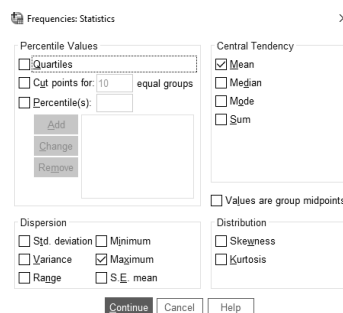 Frequencies: Statistics
Percentile Values
Quartiles
Cut points for: 10 equal groups
Percentile(s):
Add
Change
Remove
Central Tendency
Mean
Median
Mode
Sum
Values are group midpoints
Dispersion
Std. deviation Minimum
Variance Maximum
Range S.E. mean
Distribution
Skewness
Kurtosis
Continue Cancel Help